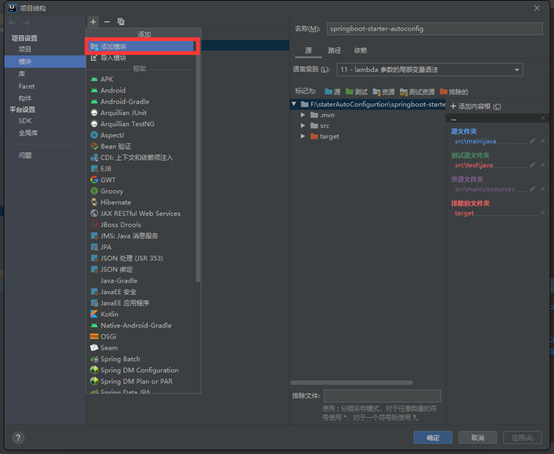 项目结构
项目设置
项目
模块
库
Facet
构件
平台设置
SDK
全局库
问题
添加
添加模块
导入模块
框架
APK
Android
Android-Gradle
Arquillian JUnit
Arquillian TestNG
AspectJ
Bean 验证
CDI: 上下文和依赖项注入
EJB
GWT
Groovy
Hibernate
JAX RESTful Web Services
JBoss Drools
JMS: Java 消息服务
JPA
JSON 处理 (JSR 353)
JSON 绑定
Java-Gradle
JavaEE 安全
JavaEE 应用程序
Kotlin
Native-Android-Gradle
OSGi
Seam
Spring Batch
Spring DM Configuration
Spring DM Plan or PAR
Spring Data JPA
名称(M): springboot-starter-autoconfig
源 路径 依赖
语言级别(L): 11 - lambda 参数的局部变量语法
标记为: 源 测试 资源 测试资源 排除的
F:\staterAutoConfigurtion\springboot-starte
.mvn
src
target
+ 添加内容根(C)
源文件夹
src\main\java
测试源文件夹
src\test\java
资源文件夹
src\main\resources
排除的文件夹
target
排除文件:
使用 ; 分隔名称模式, 对于任意数量的符
号使用 *, 对于一个符号则使用 ?。
确定 取消 应用(A)